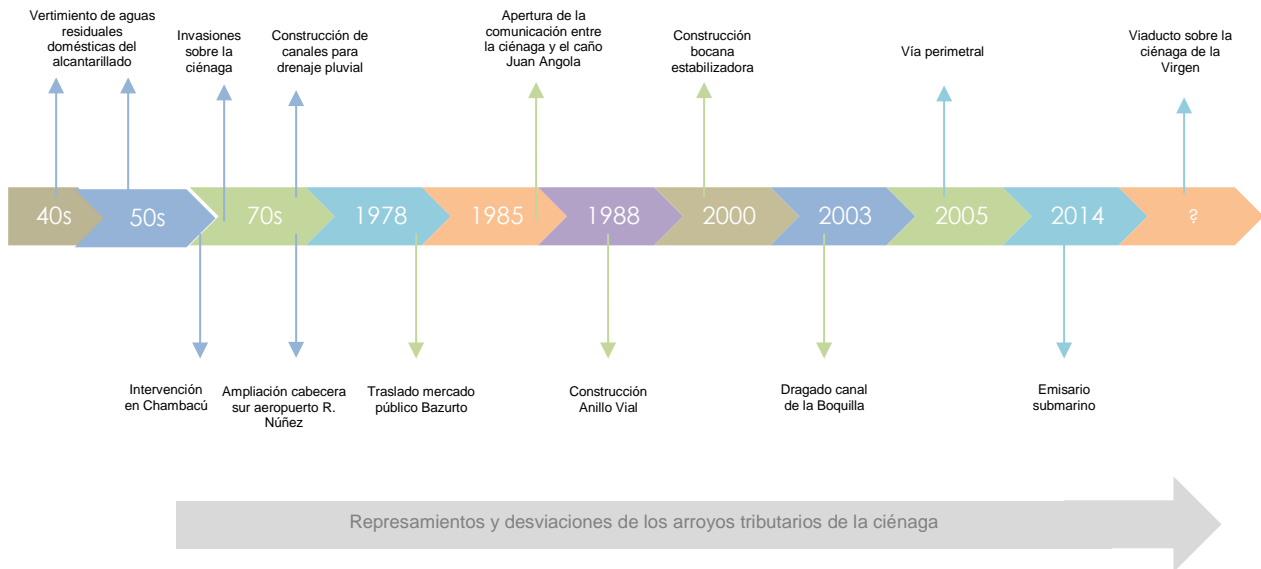 Vertimiento de aguas
residuales
domésticas del
alcantarillado
Invasiones
sobre la
ciénaga
Construcción de
canales para
drenaje pluvial
Apertura de la
comunicación entre
la ciénaga y el caño
Juan Angola
Construcción
bocana
estabilizadora
Vía perimetral
Viaducto sobre la
ciénaga de la
Virgen
40s
50s
70s
1978
1985
1988
2000
2003
2005
2014
?
Intervención
en Chambacú
Ampliación cabecera
sur aeropuerto R.
Núñez
Traslado mercado
público Bazurto
Construcción
Anillo Vial
Dragado canal
de la Boquilla
Emisario
submarino
Represamientos y desviaciones de los arroyos tributarios de la ciénaga